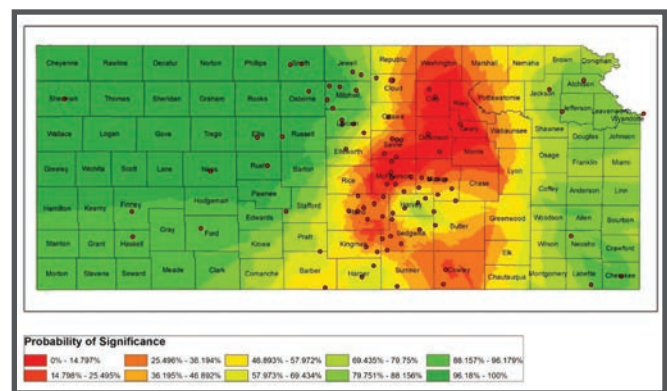 Cheyenne Rawlins Decatur Norton Phillips Smith Jewell Republic Washington Marshall Nemaha Brown Doniphan
Cloud Atchison
Sherman Thomas Sheridan Graham Rooks Osborne Mitchell Clay Riley Pottawatomie Jackson Jefferson Leavenworth Wyandotte
Ottawa
Wallace Logan Gove Trego Ellis Russell Lincoln Dickinson Geary Wabaunsee Shawnee Douglas Johnson
Saline
Ellsworth Morris Osage Franklin Miami
Greeley Wichita Scott Lane Ness Rush Barton Rice McPherson Marion Chase Lyon Coffey Anderson Linn
Pawnee
Hamilton Kearny Finney Hodgeman Stafford Reno Harvey Greenwood Woodson Allen Bourbon
Edwards
Gray Ford Sedgwick Butler
Stanton Grant Haskell Kiowa Pratt Kingman Elk Wilson Neosho Crawford
Morton Stevens Seward Meade Clark Comanche Barber Harper Sumner Cowley Chautauqua Montgomery Labette Cherokee
Probability of Significance
0% - 14.797% 25.496% - 36.194% 46.893% - 57.972% 69.435% - 79.75% 88.157% - 96.179%
14.798% - 25.495% 36.195% - 46.892% 57.973% - 69.434% 79.751% - 88.156% 96.18% - 100%